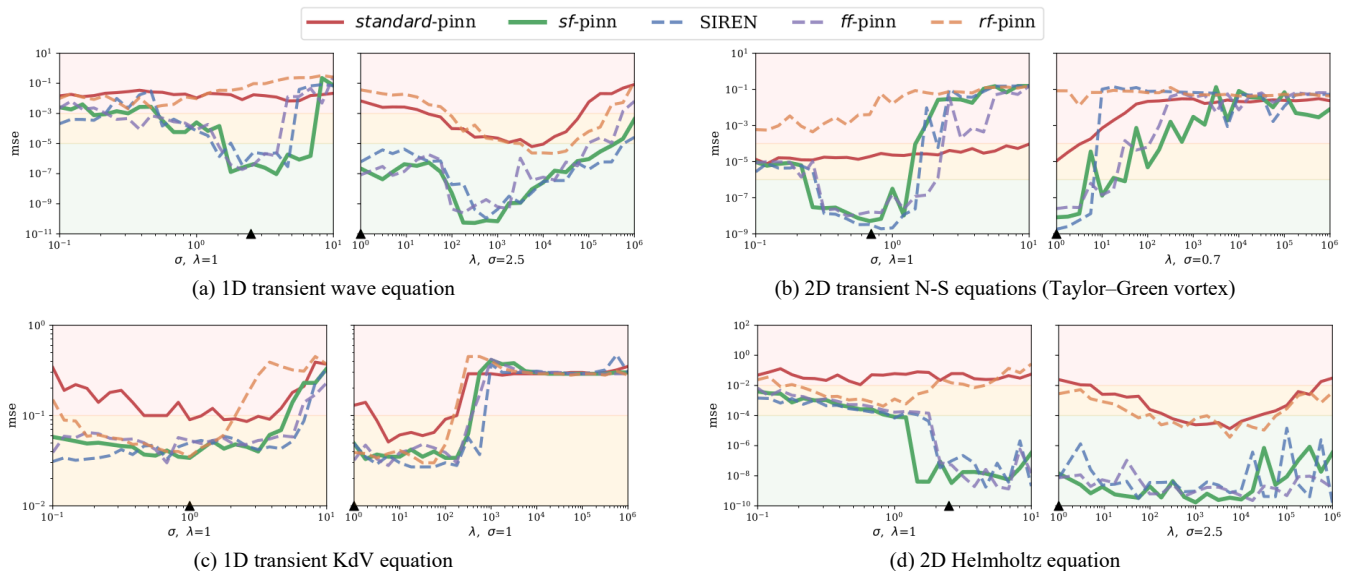 standard-pinn sf-pinn SIREN ff-pinn rf-pinn
10^1 10^-1 10^-3 10^-5 10^-7 10^-9 10^-11
mse
10^-1 10^0 10^1
σ, λ=1
10^0 10^1 10^2 10^3 10^4 10^5 10^6
λ, σ=2.5
(a) 1D transient wave equation
10^1 10^-1 10^-3 10^-5 10^-7 10^-9
mse
10^-1 10^0 10^1
σ, λ=1
10^0 10^1 10^2 10^3 10^4 10^5 10^6
λ, σ=0.7
(b) 2D transient N-S equations (Taylor–Green vortex)
10^0 10^-1 10^-2
mse
10^-1 10^0 10^1
σ, λ=1
10^0 10^1 10^2 10^3 10^4 10^5 10^6
λ, σ=1
(c) 1D transient KdV equation
10^2 10^0 10^-2 10^-4 10^-6 10^-8 10^-10
mse
10^-1 10^0 10^1
σ, λ=1
10^0 10^1 10^2 10^3 10^4 10^5 10^6
λ, σ=2.5
(d) 2D Helmholtz equation